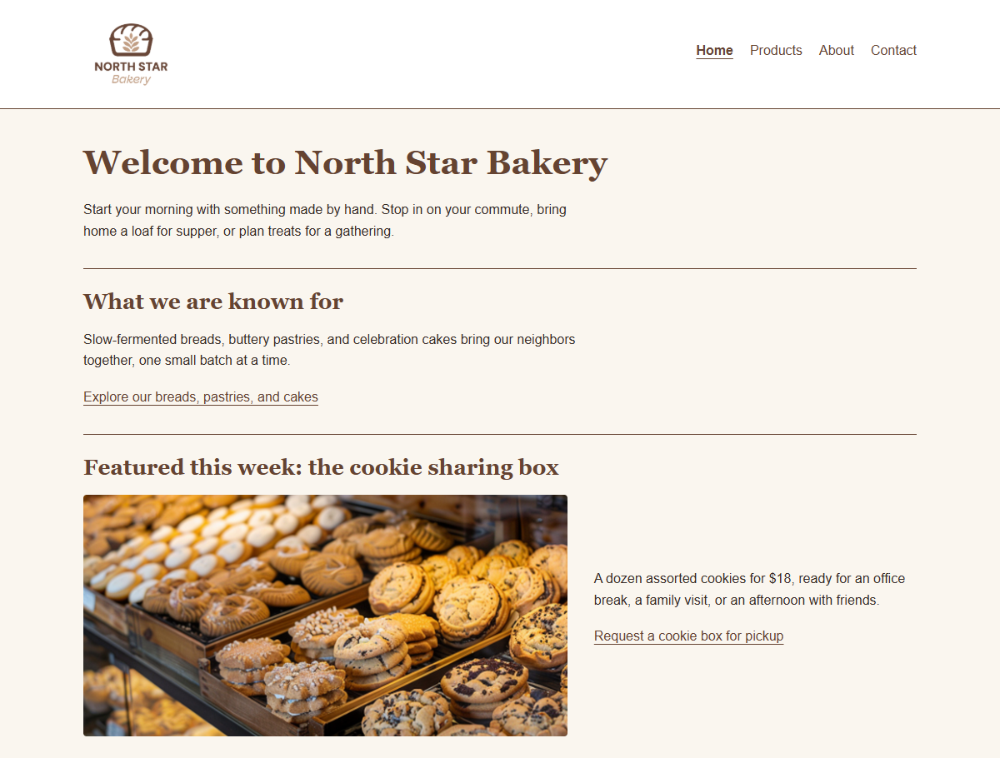 NORTH STAR
Bakery
Home Products About Contact
Welcome to North Star Bakery
Start your morning with something made by hand. Stop in on your commute, bring
home a loaf for supper, or plan treats for a gathering.
What we are known for
Slow-fermented breads, buttery pastries, and celebration cakes bring our neighbors
together, one small batch at a time.
Explore our breads, pastries, and cakes
Featured this week: the cookie sharing box
A dozen assorted cookies for $18, ready for an office
break, a family visit, or an afternoon with friends.
Request a cookie box for pickup